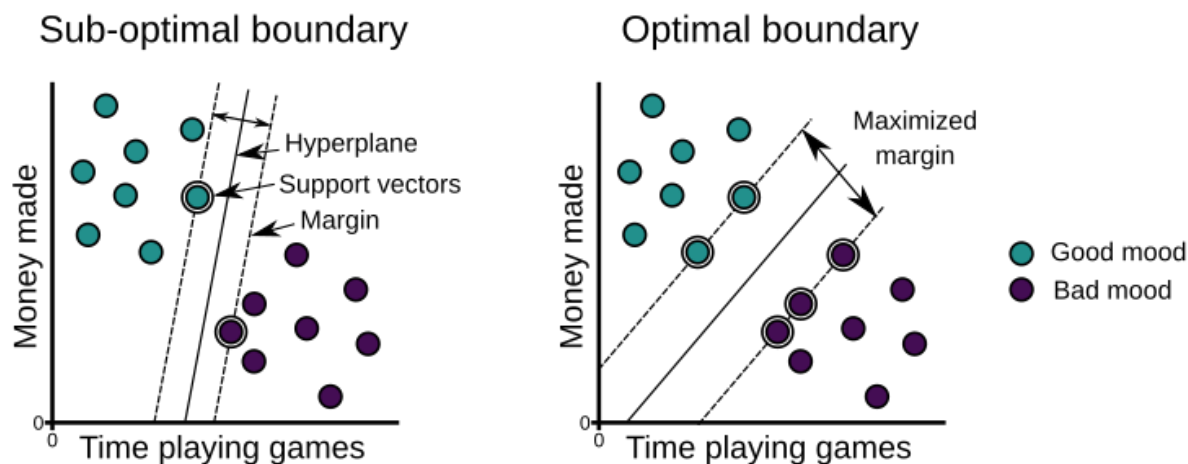 Sub-optimal boundary
Hyperplane
Support vectors
Margin
Money made
0
0
Time playing games
Optimal boundary
Maximized
margin
Money made
0
0
Time playing games
Good mood
Bad mood